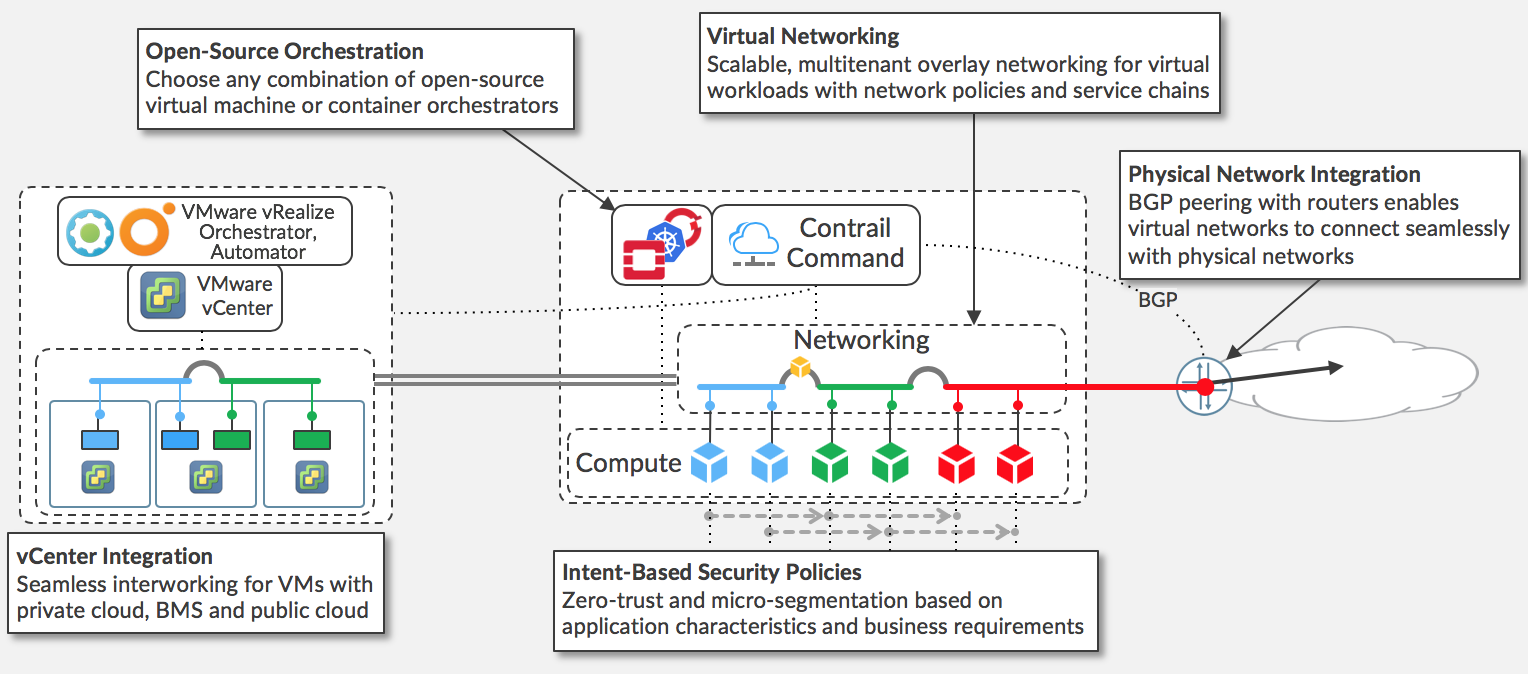 Open-Source Orchestration
Choose any combination of open-source
virtual machine or container orchestrators
Virtual Networking
Scalable, multitenant overlay networking for virtual
workloads with network policies and service chains
Physical Network Integration
BGP peering with routers enables
virtual networks to connect seamlessly
with physical networks
VMware vRealize
Orchestrator,
Automator
VMware
vCenter
Contrail
Command
BGP
Networking
Compute
vCenter Integration
Seamless interworking for VMs with
private cloud, BMS and public cloud
Intent-Based Security Policies
Zero-trust and micro-segmentation based on
application characteristics and business requirements